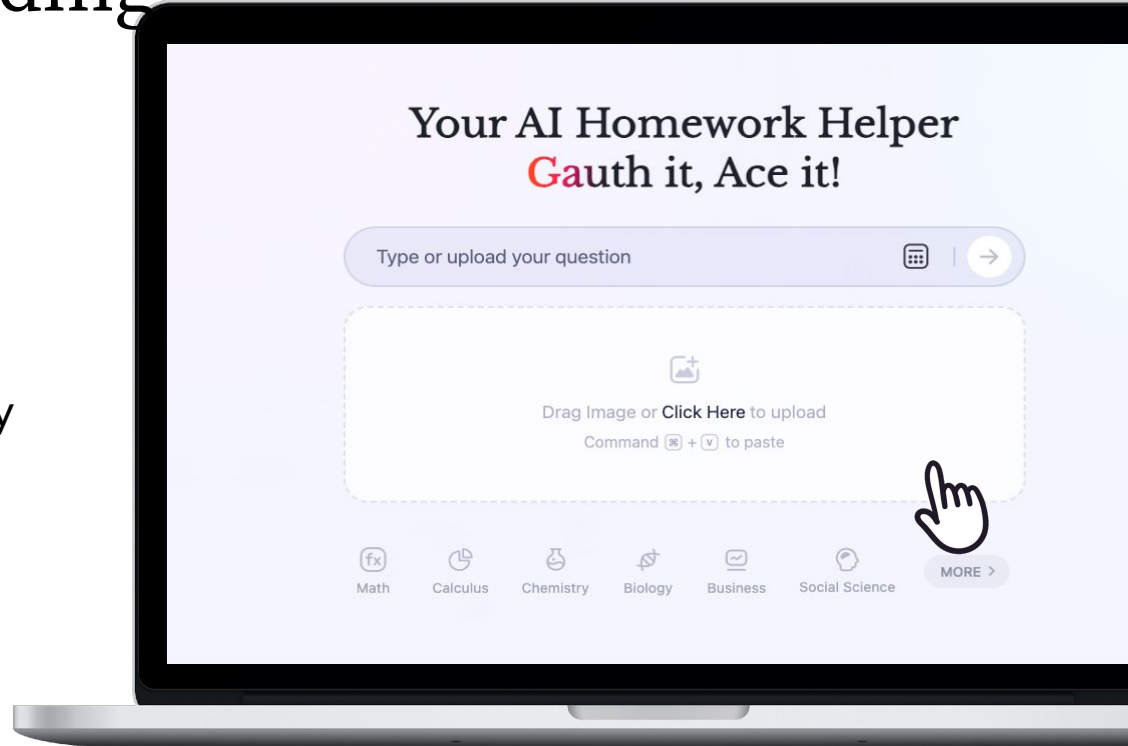 Your AI Homework Helper
Gauth it, Ace it!
Type or upload your question
Drag Image or Click Here to upload
Command ⌘ + V to paste
fx
Math
Calculus
Chemistry
Biology
Business
Social Science
MORE >